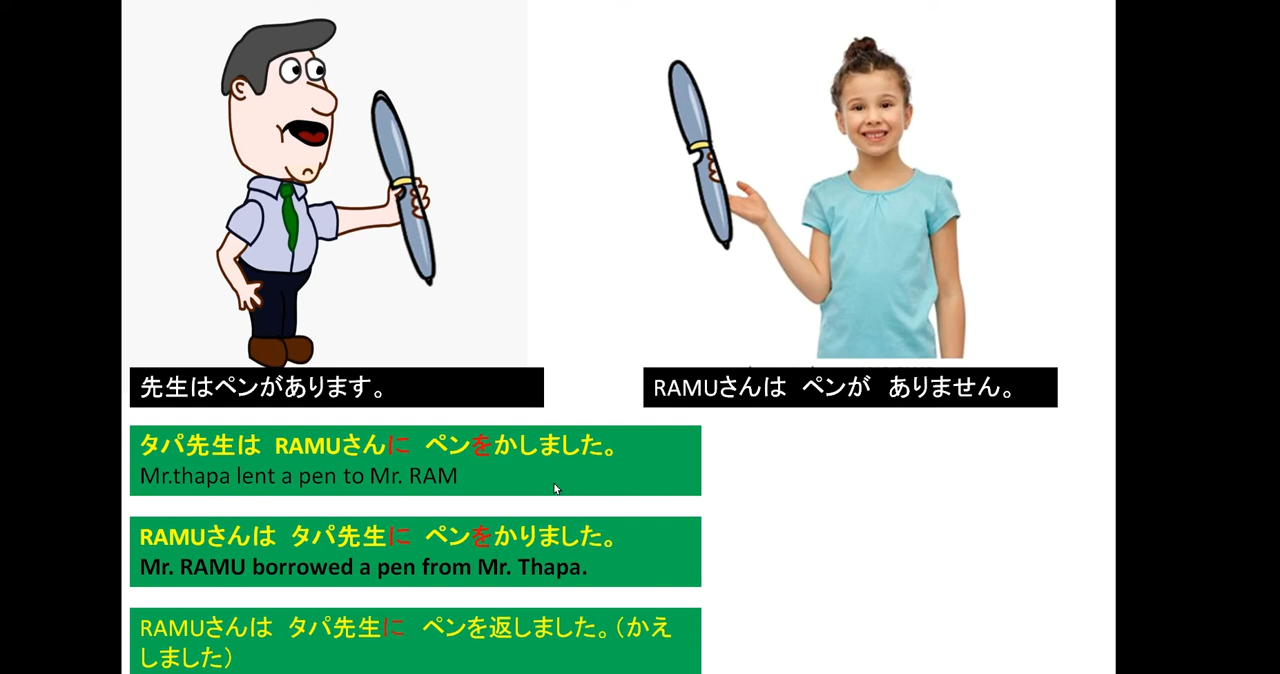 先生はペンがあります。
RAMUさんは ペンが ありません。
タパ先生は RAMUさんに ペンをかしました。
Mr.thapa lent a pen to Mr. RAM
RAMUさんは タパ先生に ペンをかりました。
Mr. RAMU borrowed a pen from Mr. Thapa.
RAMUさんは タパ先生に ペンを返しました。（かえ
しました）